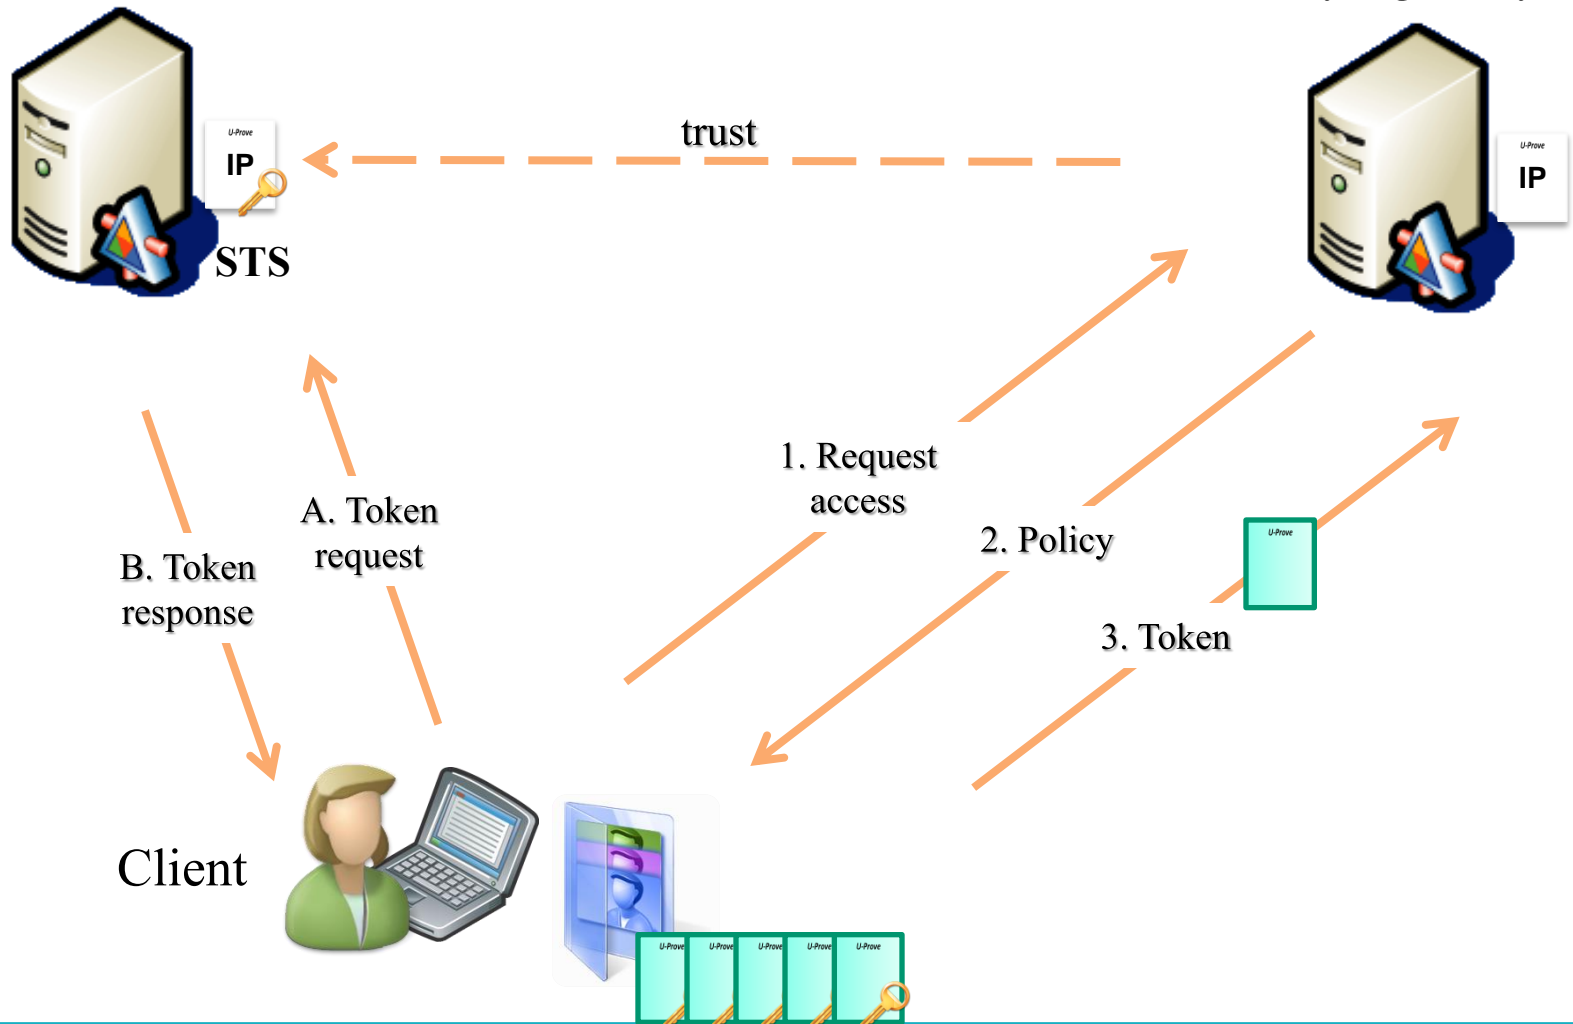 trust
U-Prove
IP
STS
U-Prove
IP
1. Request
access
A. Token
request
2. Policy
U-Prove
B. Token
response
3. Token
Client
U-Prove
U-Prove
U-Prove
U-Prove
U-Prove